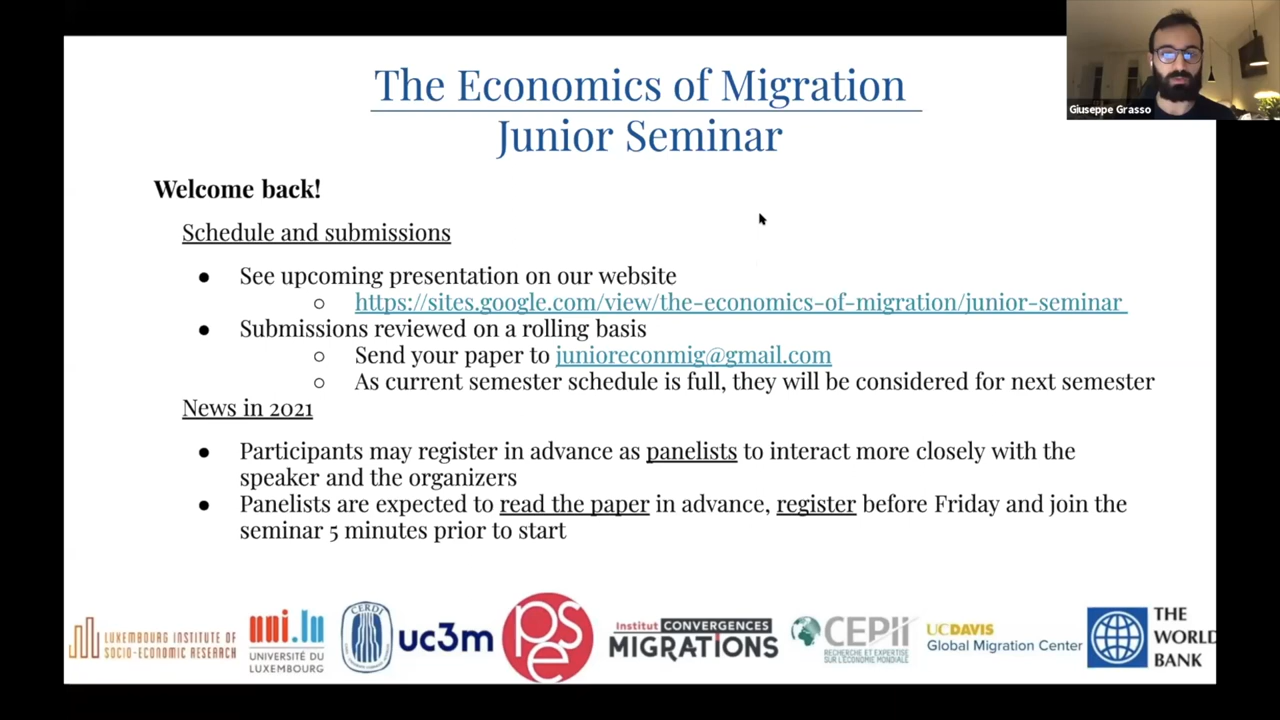 The Economics of Migration
Junior Seminar
Giuseppe Grasso
Welcome back!
Schedule and submissions
● See upcoming presentation on our website
○ https://sites.google.com/view/the-economics-of-migration/junior-seminar
● Submissions reviewed on a rolling basis
○ Send your paper to junioreconmig@gmail.com
○ As current semester schedule is full, they will be considered for next semester
News in 2021
● Participants may register in advance as panelists to interact more closely with the
speaker and the organizers
● Panelists are expected to read the paper in advance, register before Friday and join the
seminar 5 minutes prior to start
LUXEMBOURG INSTITUTE OF
SOCIO-ECONOMIC RESEARCH
uni.lu
UNIVERSITÉ DU
LUXEMBOURG
CERDI
uc3m
pse
Institut CONVERGENCES
MIGRATIONS
CEPII
RECHERCHE ET EXPERTISE
SUR L'ÉCONOMIE MONDIALE
UCDAVIS
Global Migration Center
THE
WORLD
BANK